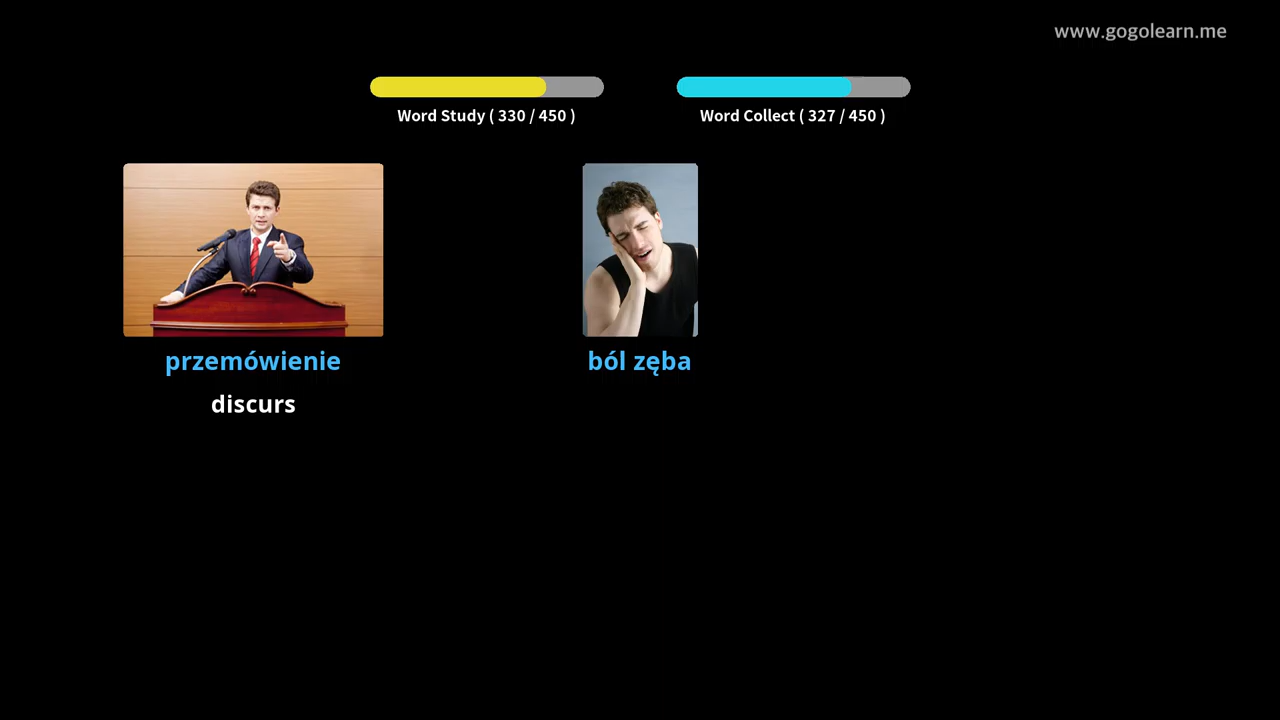 www.gogolearn.me
Word Study ( 330 / 450 )
Word Collect ( 327 / 450 )
przemówienie
ból zęba
discurs